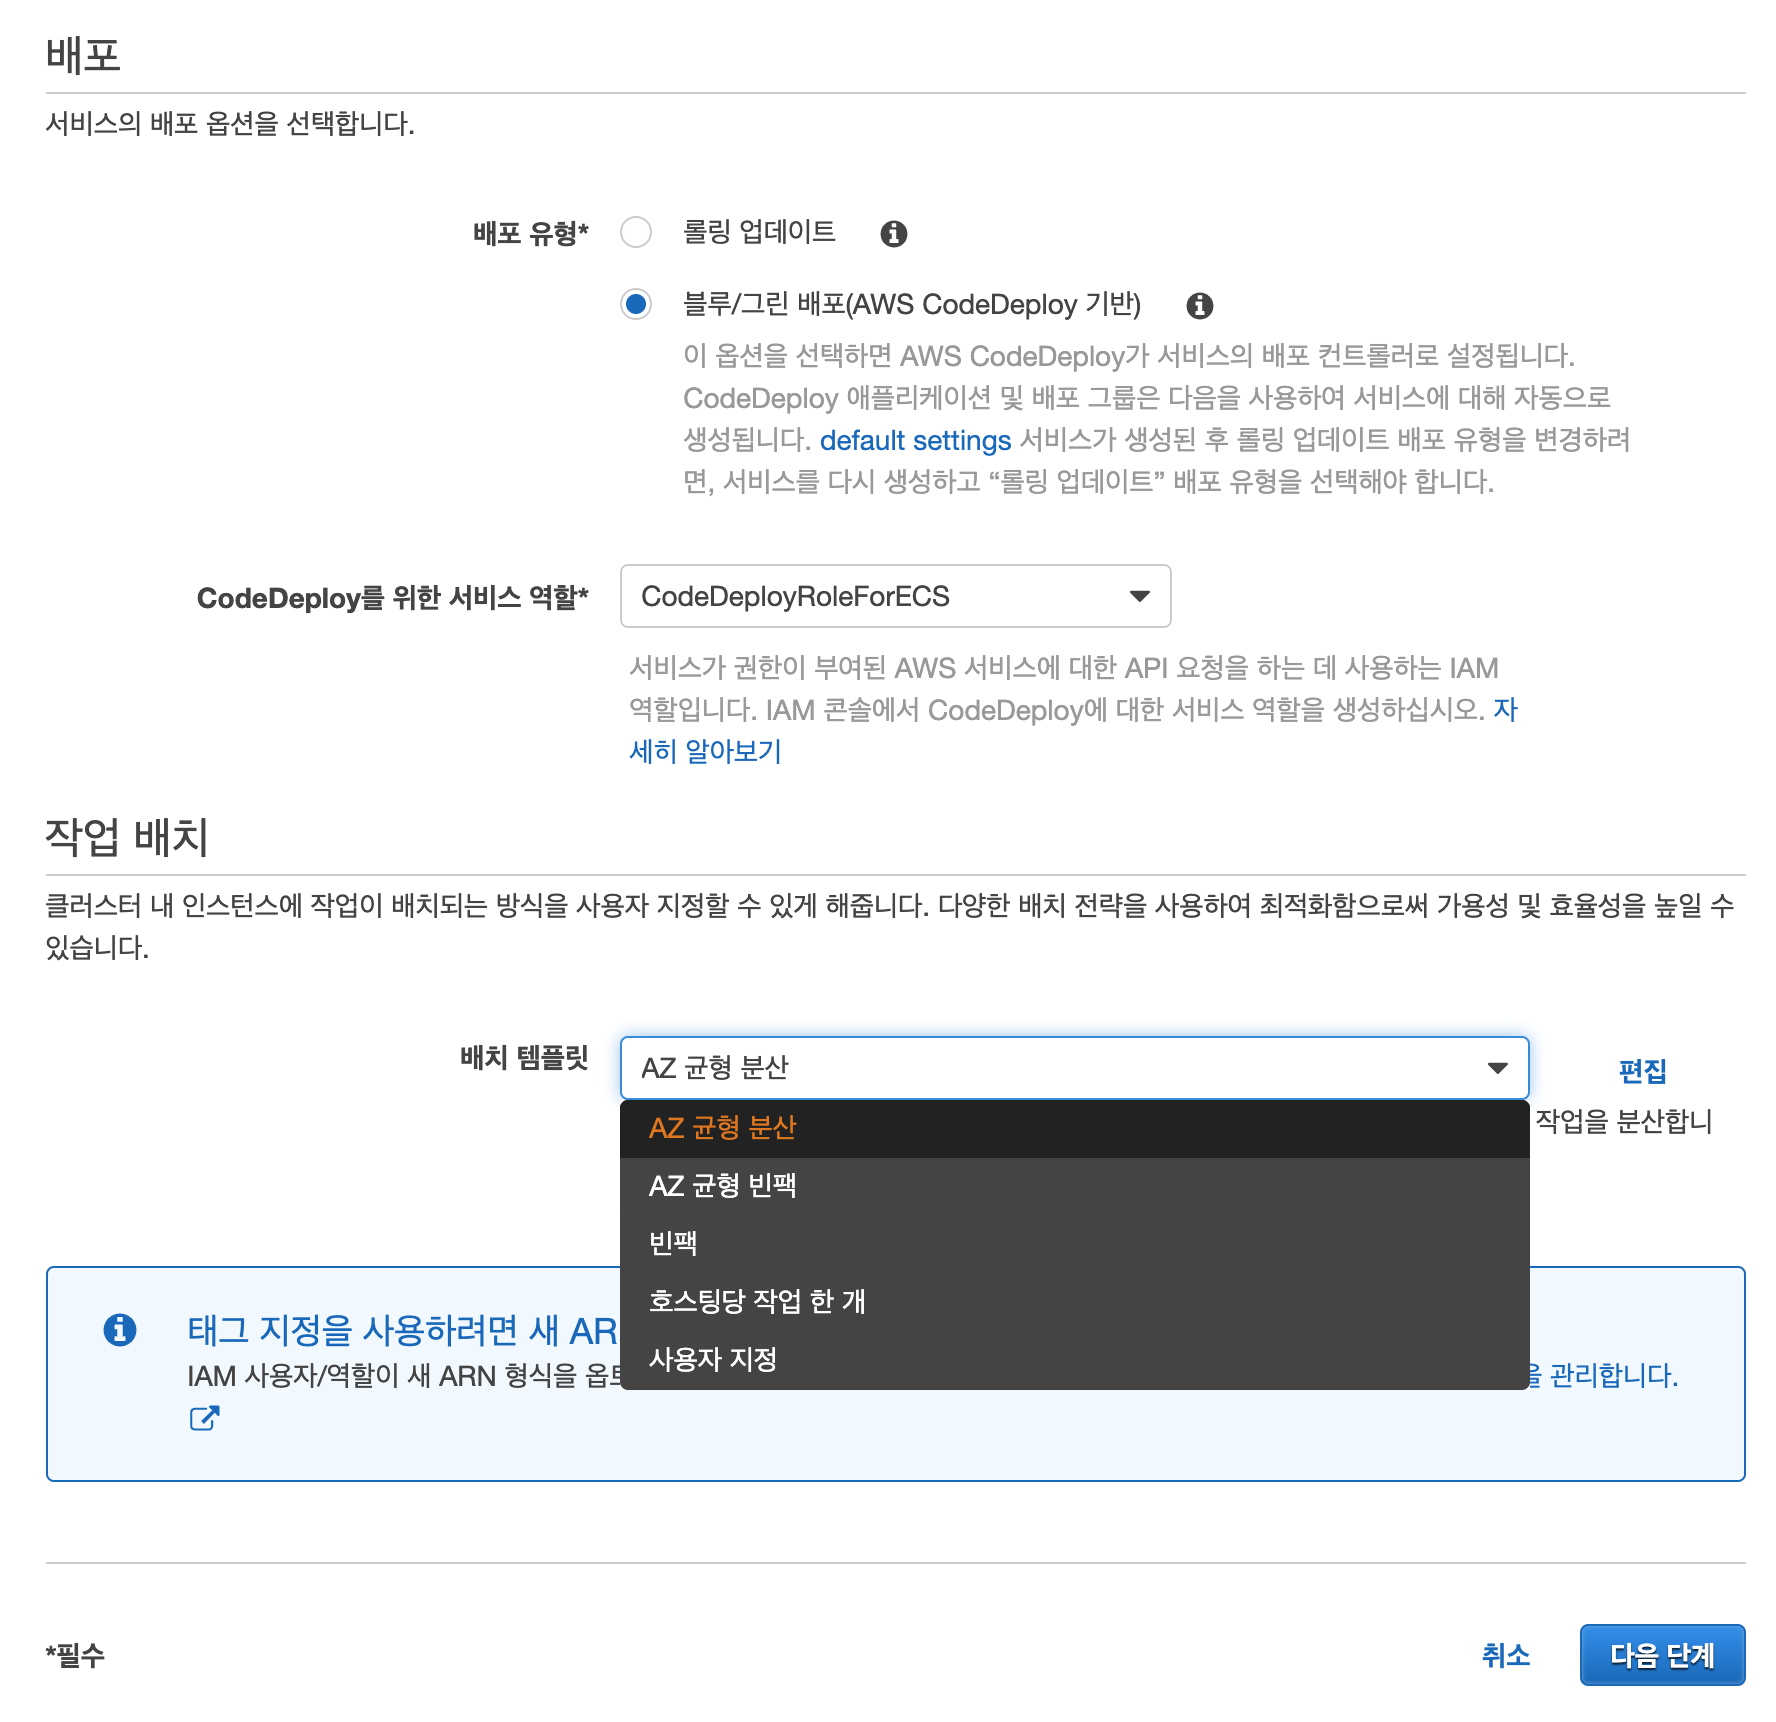 배포
서비스의 배포 옵션을 선택합니다.
배포 유형*
롤링 업데이트
블루/그린 배포(AWS CodeDeploy 기반)
이 옵션을 선택하면 AWS CodeDeploy가 서비스의 배포 컨트롤러로 설정됩니다.
CodeDeploy 애플리케이션 및 배포 그룹은 다음을 사용하여 서비스에 대해 자동으로
생성됩니다. default settings 서비스가 생성된 후 롤링 업데이트 배포 유형을 변경하려
면, 서비스를 다시 생성하고 “롤링 업데이트” 배포 유형을 선택해야 합니다.
CodeDeploy를 위한 서비스 역할*
CodeDeployRoleForECS
서비스가 권한이 부여된 AWS 서비스에 대한 API 요청을 하는 데 사용하는 IAM
역할입니다. IAM 콘솔에서 CodeDeploy에 대한 서비스 역할을 생성하십시오. 자
세히 알아보기
작업 배치
클러스터 내 인스턴스에 작업이 배치되는 방식을 사용자 지정할 수 있게 해줍니다. 다양한 배치 전략을 사용하여 최적화함으로써 가용성 및 효율성을 높일 수
있습니다.
배치 템플릿
AZ 균형 분산
편집
AZ 균형 분산
작업을 분산합니
AZ 균형 빈팩
빈팩
호스팅당 작업 한 개
사용자 지정
태그 지정을 사용하려면 새 AR
IAM 사용자/역할이 새 ARN 형식을
관리합니다.
*필수
취소
다음 단계